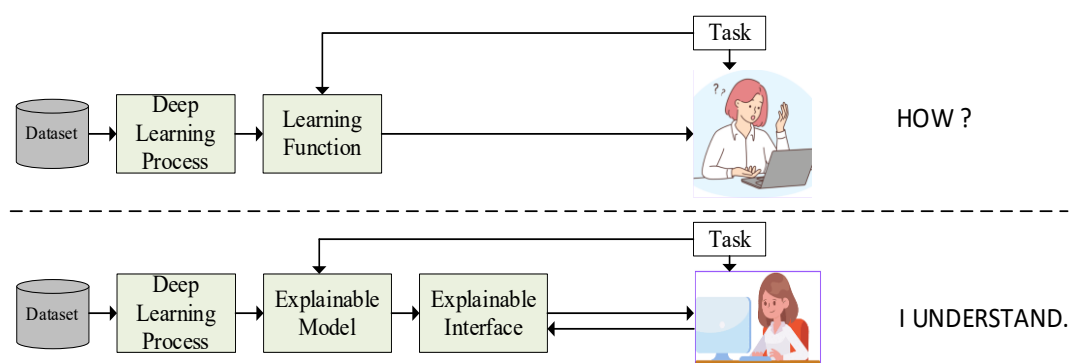 Task
Dataset
Deep
Learning
Process
Learning
Function
? ?
HOW ?
Task
Dataset
Deep
Learning
Process
Explainable
Model
Explainable
Interface
I UNDERSTAND.